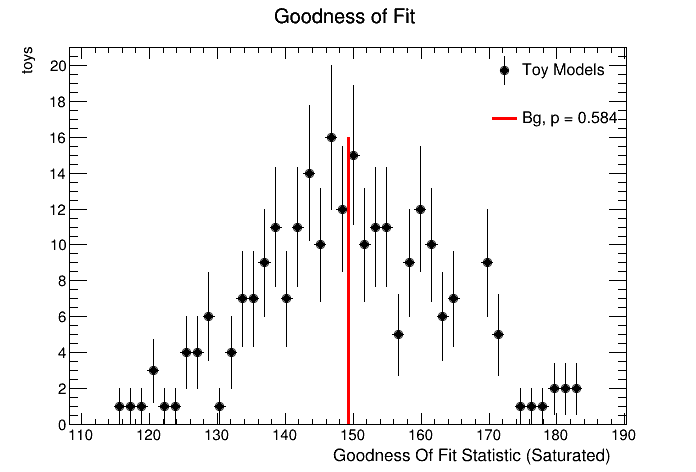 Goodness of Fit
toys
20
18
16
14
12
10
8
6
4
2
0
Toy Models
Bg, p = 0.584
110 120 130 140 150 160 170 180 190
Goodness Of Fit Statistic (Saturated)